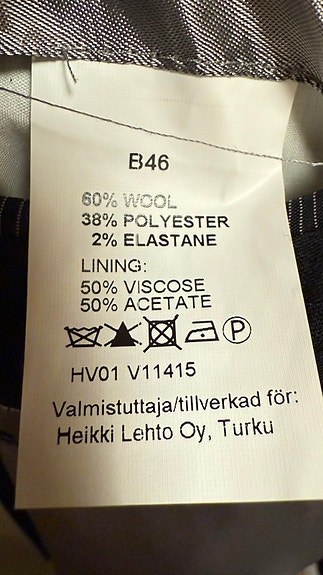 B46
60% WOOL
38% POLYESTER
2% ELASTANE
LINING:
50% VISCOSE
50% ACETATE
P
HV01 V11415
Valmistuttaja/tillverkad för:
Heikki Lehto Oy, Turku